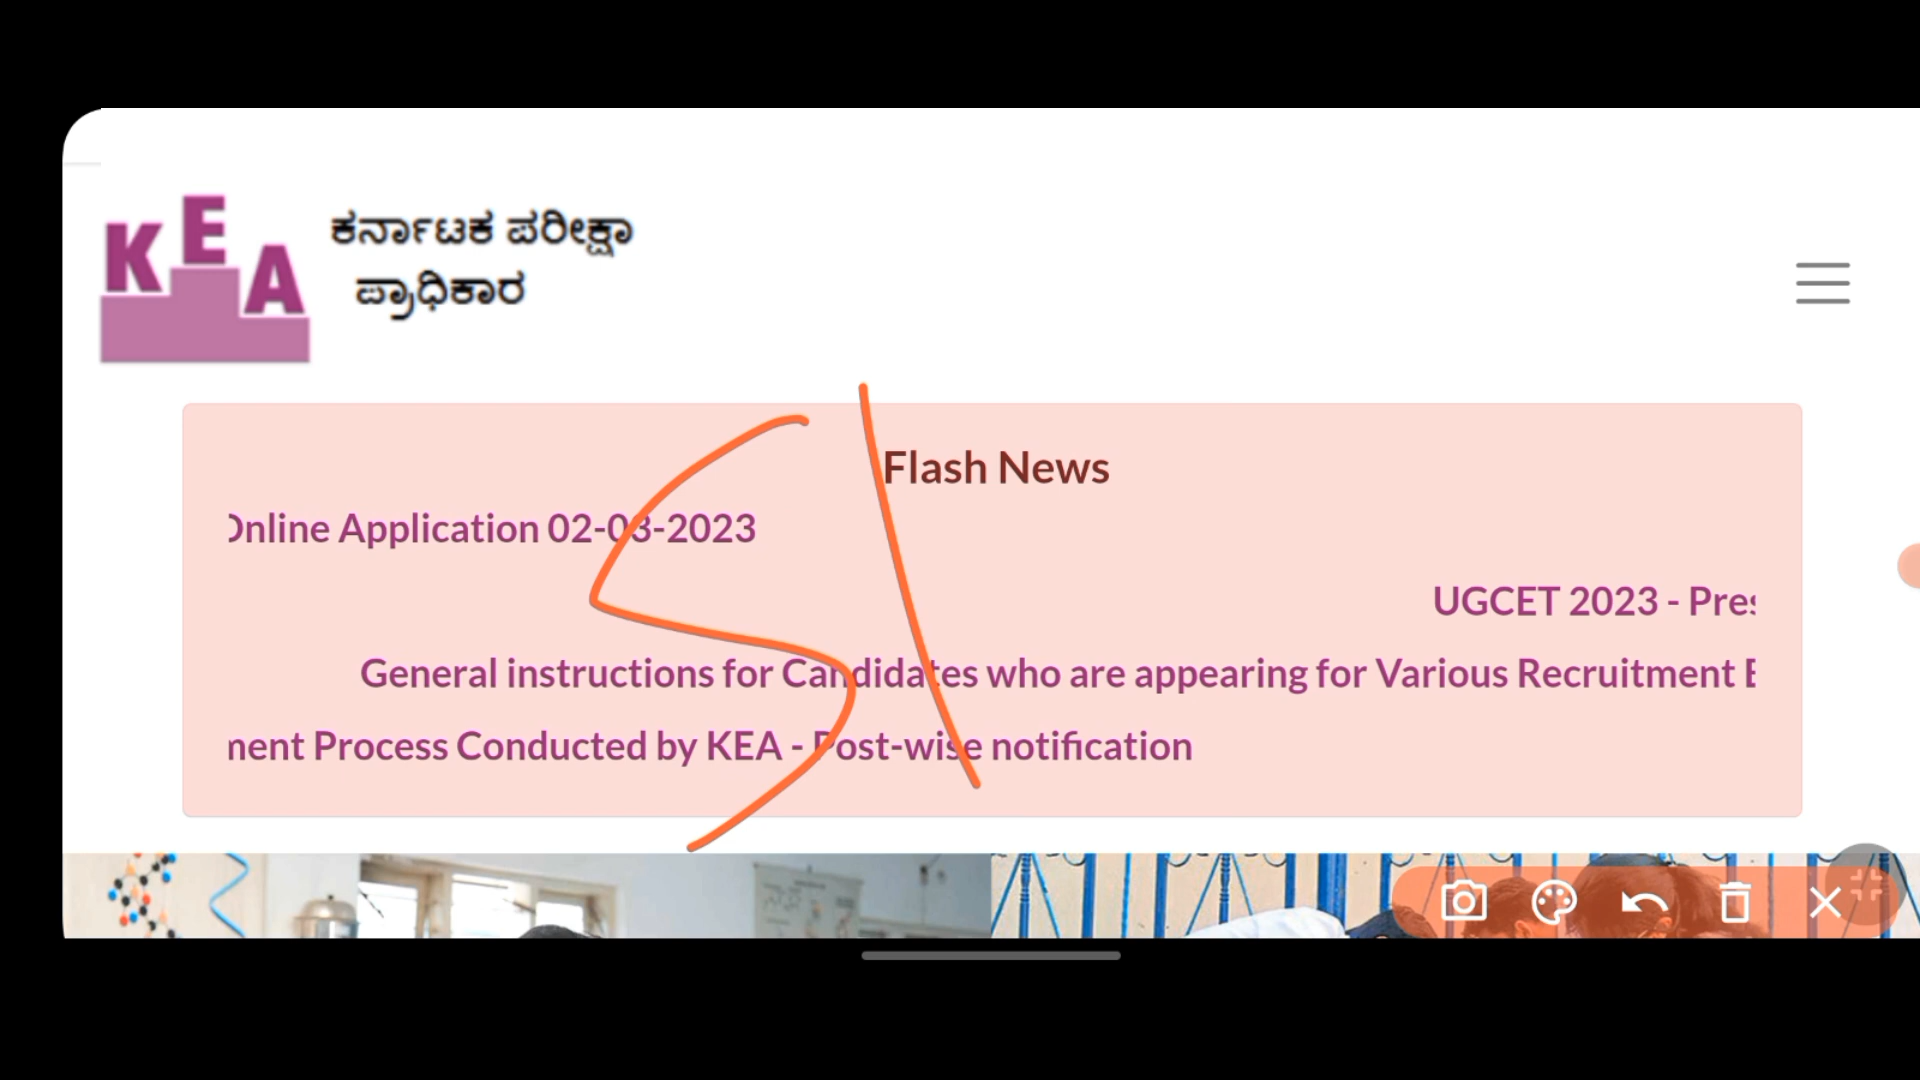 KEA
ಕರ್ನಾಟಕ ಪರೀಕ್ಷಾ
ಪ್ರಾಧಿಕಾರ
Flash News
Online Application 02-03-2023
UGCET 2023 - Pres
General instructions for Candidates who are appearing for Various Recruitment E
ment Process Conducted by KEA - Post-wise notification